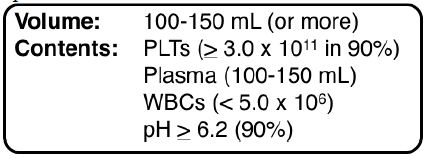 Volume: 100-150 mL (or more)
Contents: PLTs (≥ 3.0 x 10¹¹ in 90%)
Plasma (100-150 mL)
WBCs (< 5.0 x 10⁶)
pH ≥ 6.2 (90%)